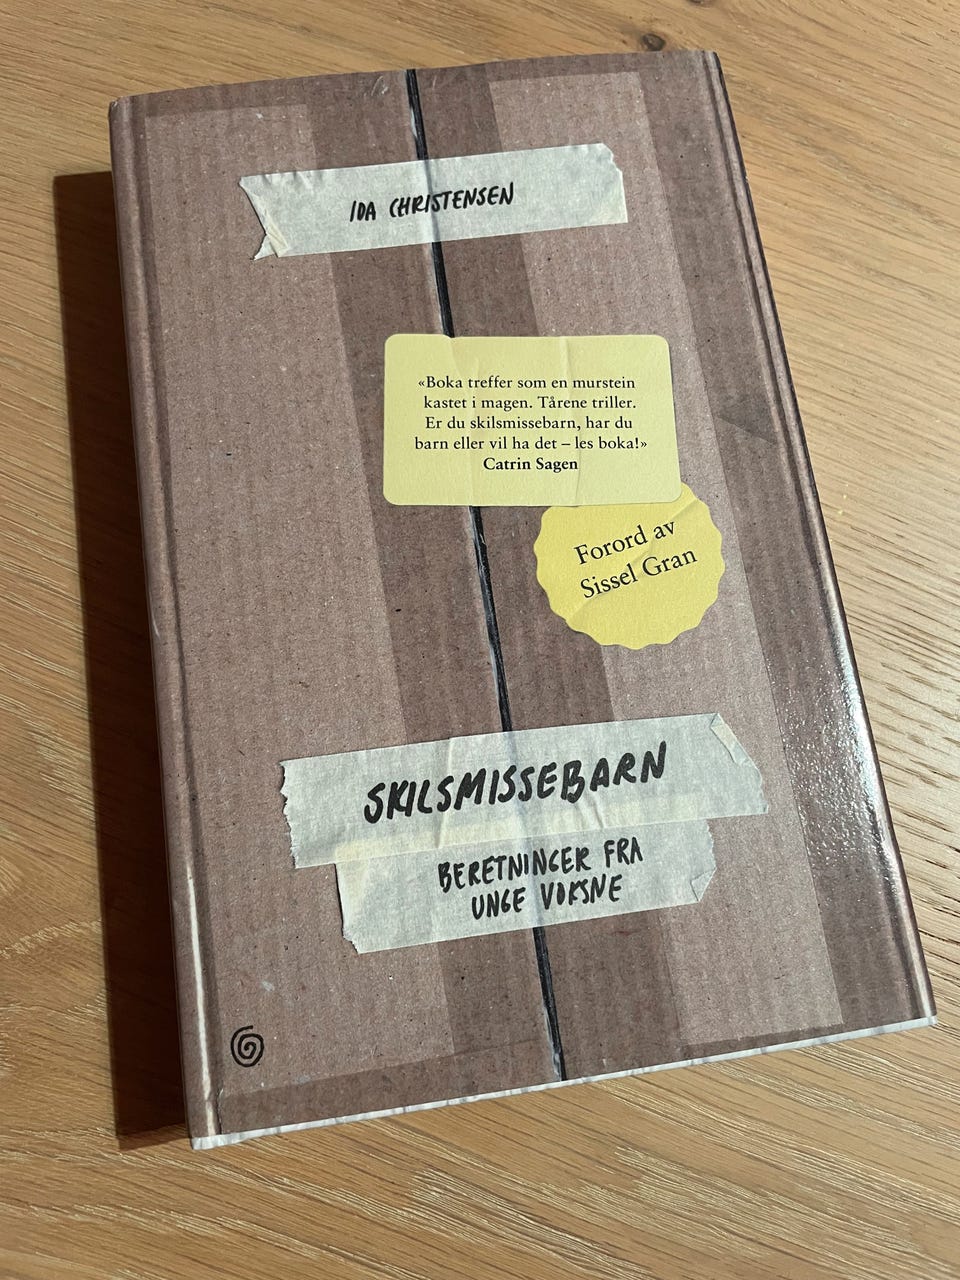 IDA CHRISTENSEN
«Boka treffer som en murstein
kastet i magen. Tårene triller.
Er du skilsmissebarn, har du
barn eller vil ha det – les boka!»
Catrin Sagen
Forord av
Sissel Gran
SKILSMISSEBARN
BERETNINGER FRA
UNGE VOKSNE